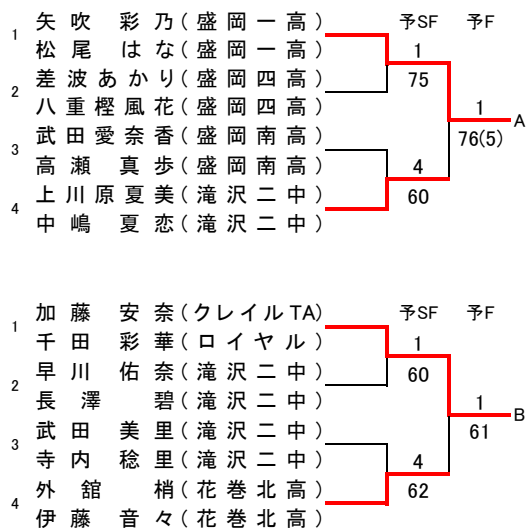 予SF 予F
1 矢吹彩乃(盛岡一高)
松尾はな(盛岡一高) 1
2 差波あかり(盛岡四高) 75
八重樫風花(盛岡四高) 1
A
3 武田愛奈香(盛岡南高) 76(5)
高瀬真歩(盛岡南高) 4
4 上川原夏美(滝沢二中) 60
中嶋夏恋(滝沢二中)
加藤安奈(クレイルTA) 予SF 予F
1 千田彩華(ロイヤル) 1
早川佑奈(滝沢二中) 60
2 長澤碧(滝沢二中) 1
B
武田美里(滝沢二中) 61
3 寺内稔里(滝沢二中) 4
外舘梢(花巻北高) 62
4 伊藤音々(花巻北高)